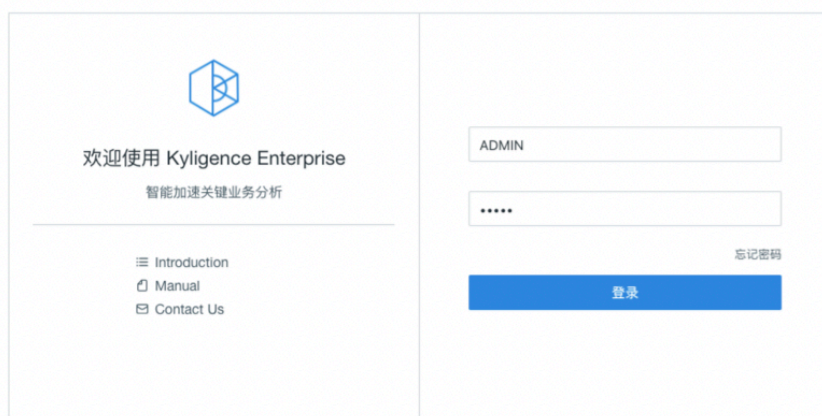 欢迎使用 Kyligence Enterprise
智能加速关键业务分析
Introduction
Manual
Contact Us
ADMIN
•••••
忘记密码
登录